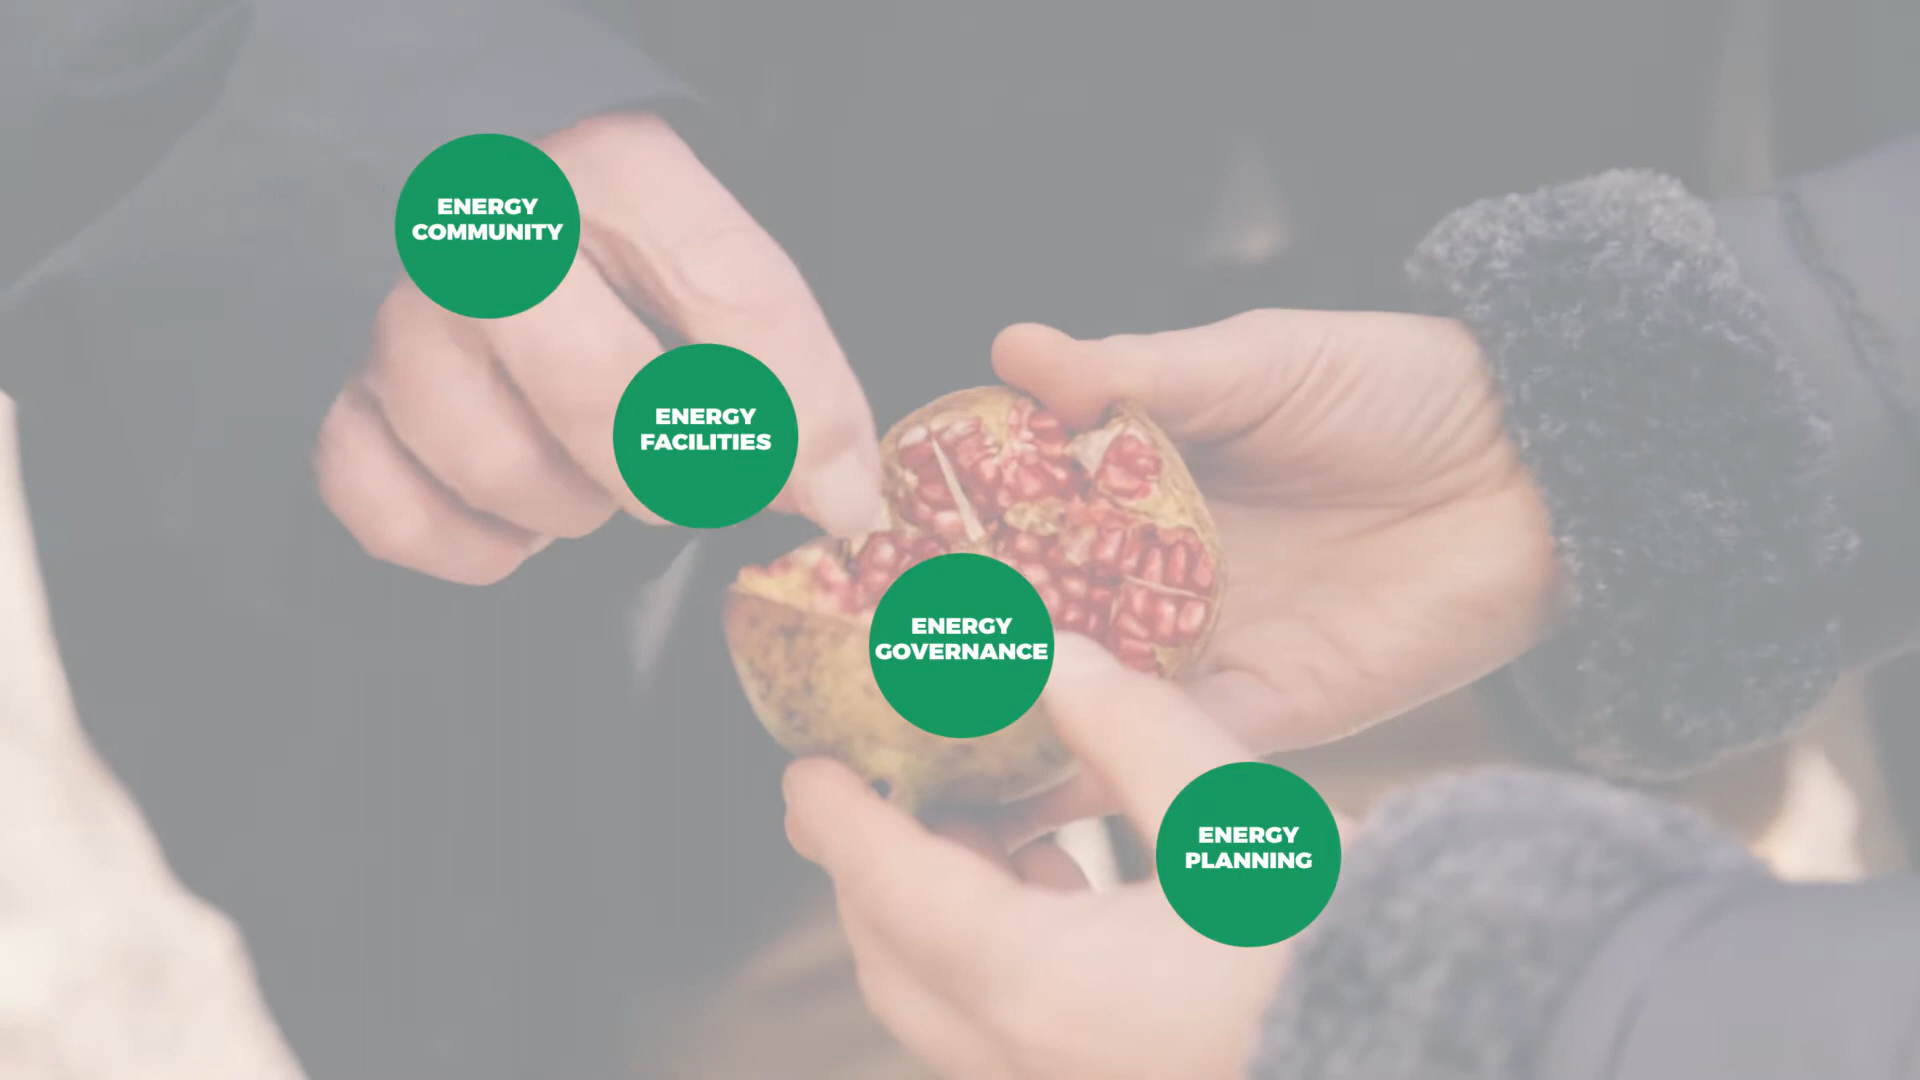 ENERGY
COMMUNITY
ENERGY
FACILITIES
ENERGY
GOVERNANCE
ENERGY
PLANNING